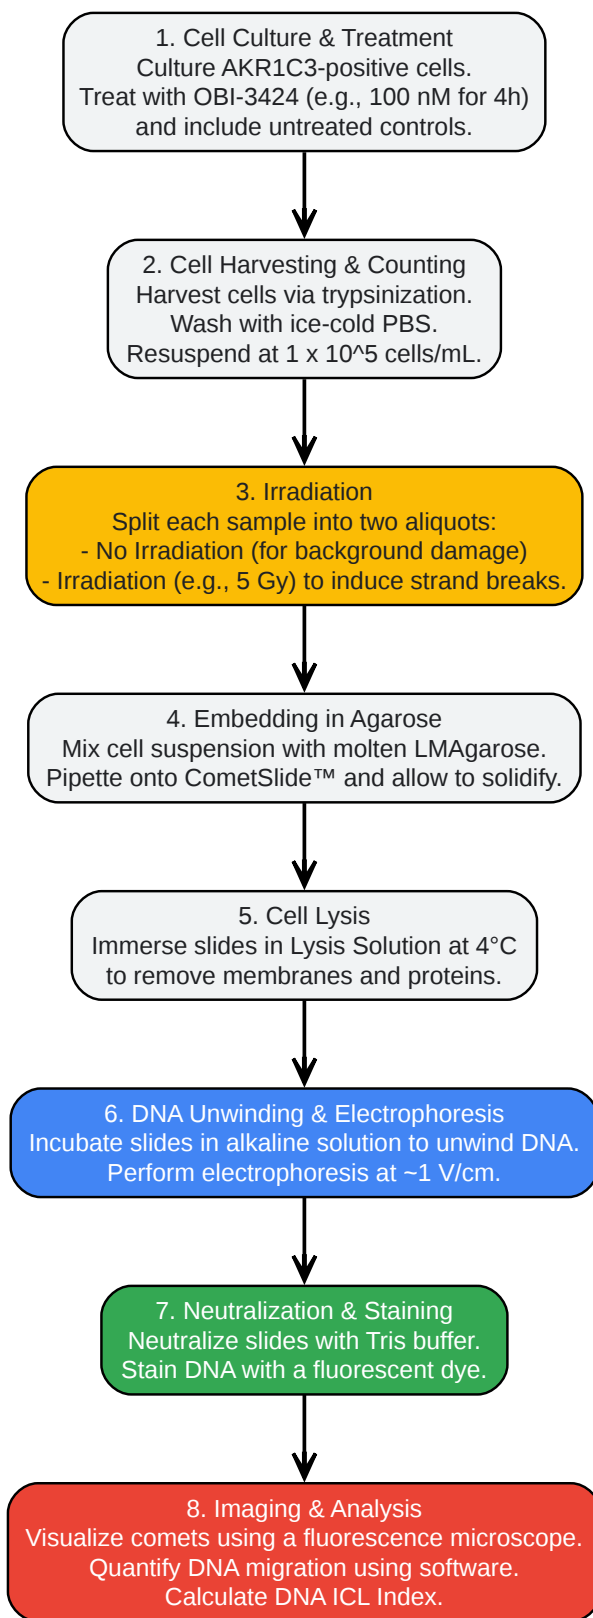 1. Cell Culture & Treatment
Culture AKR1C3-positive cells.
Treat with OBI-3424 (e.g., 100 nM for 4h)
and include untreated controls.
2. Cell Harvesting & Counting
Harvest cells via trypsinization.
Wash with ice-cold PBS.
Resuspend at 1 x 10^5 cells/mL.
3. Irradiation
Split each sample into two aliquots:
- No Irradiation (for background damage)
- Irradiation (e.g., 5 Gy) to induce strand breaks.
4. Embedding in Agarose
Mix cell suspension with molten LMAgarose.
Pipette onto CometSlide™ and allow to solidify.
5. Cell Lysis
Immerse slides in Lysis Solution at 4°C
to remove membranes and proteins.
6. DNA Unwinding & Electrophoresis
Incubate slides in alkaline solution to unwind DNA.
Perform electrophoresis at ~1 V/cm.
7. Neutralization & Staining
Neutralize slides with Tris buffer.
Stain DNA with a fluorescent dye.
8. Imaging & Analysis
Visualize comets using a fluorescence microscope.
Quantify DNA migration using software.
Calculate DNA ICL Index.